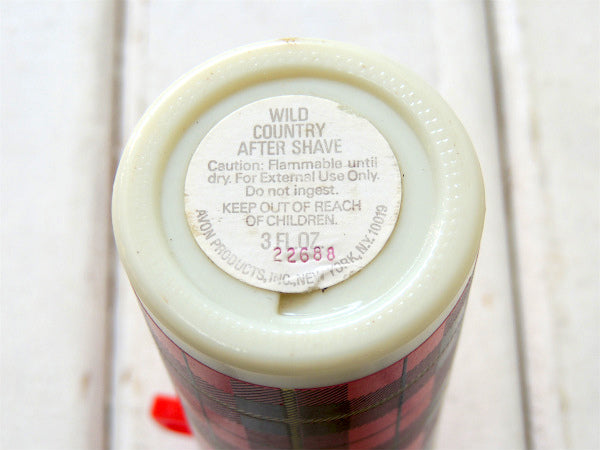 WILD
COUNTRY
AFTER SHAVE
Caution: Flammable until
dry. For External Use Only.
Do not ingest.
KEEP OUT OF REACH
OF CHILDREN.
3 FL OZ
22688
AVON PRODUCTS, INC., NEW YORK, N.Y. 10019